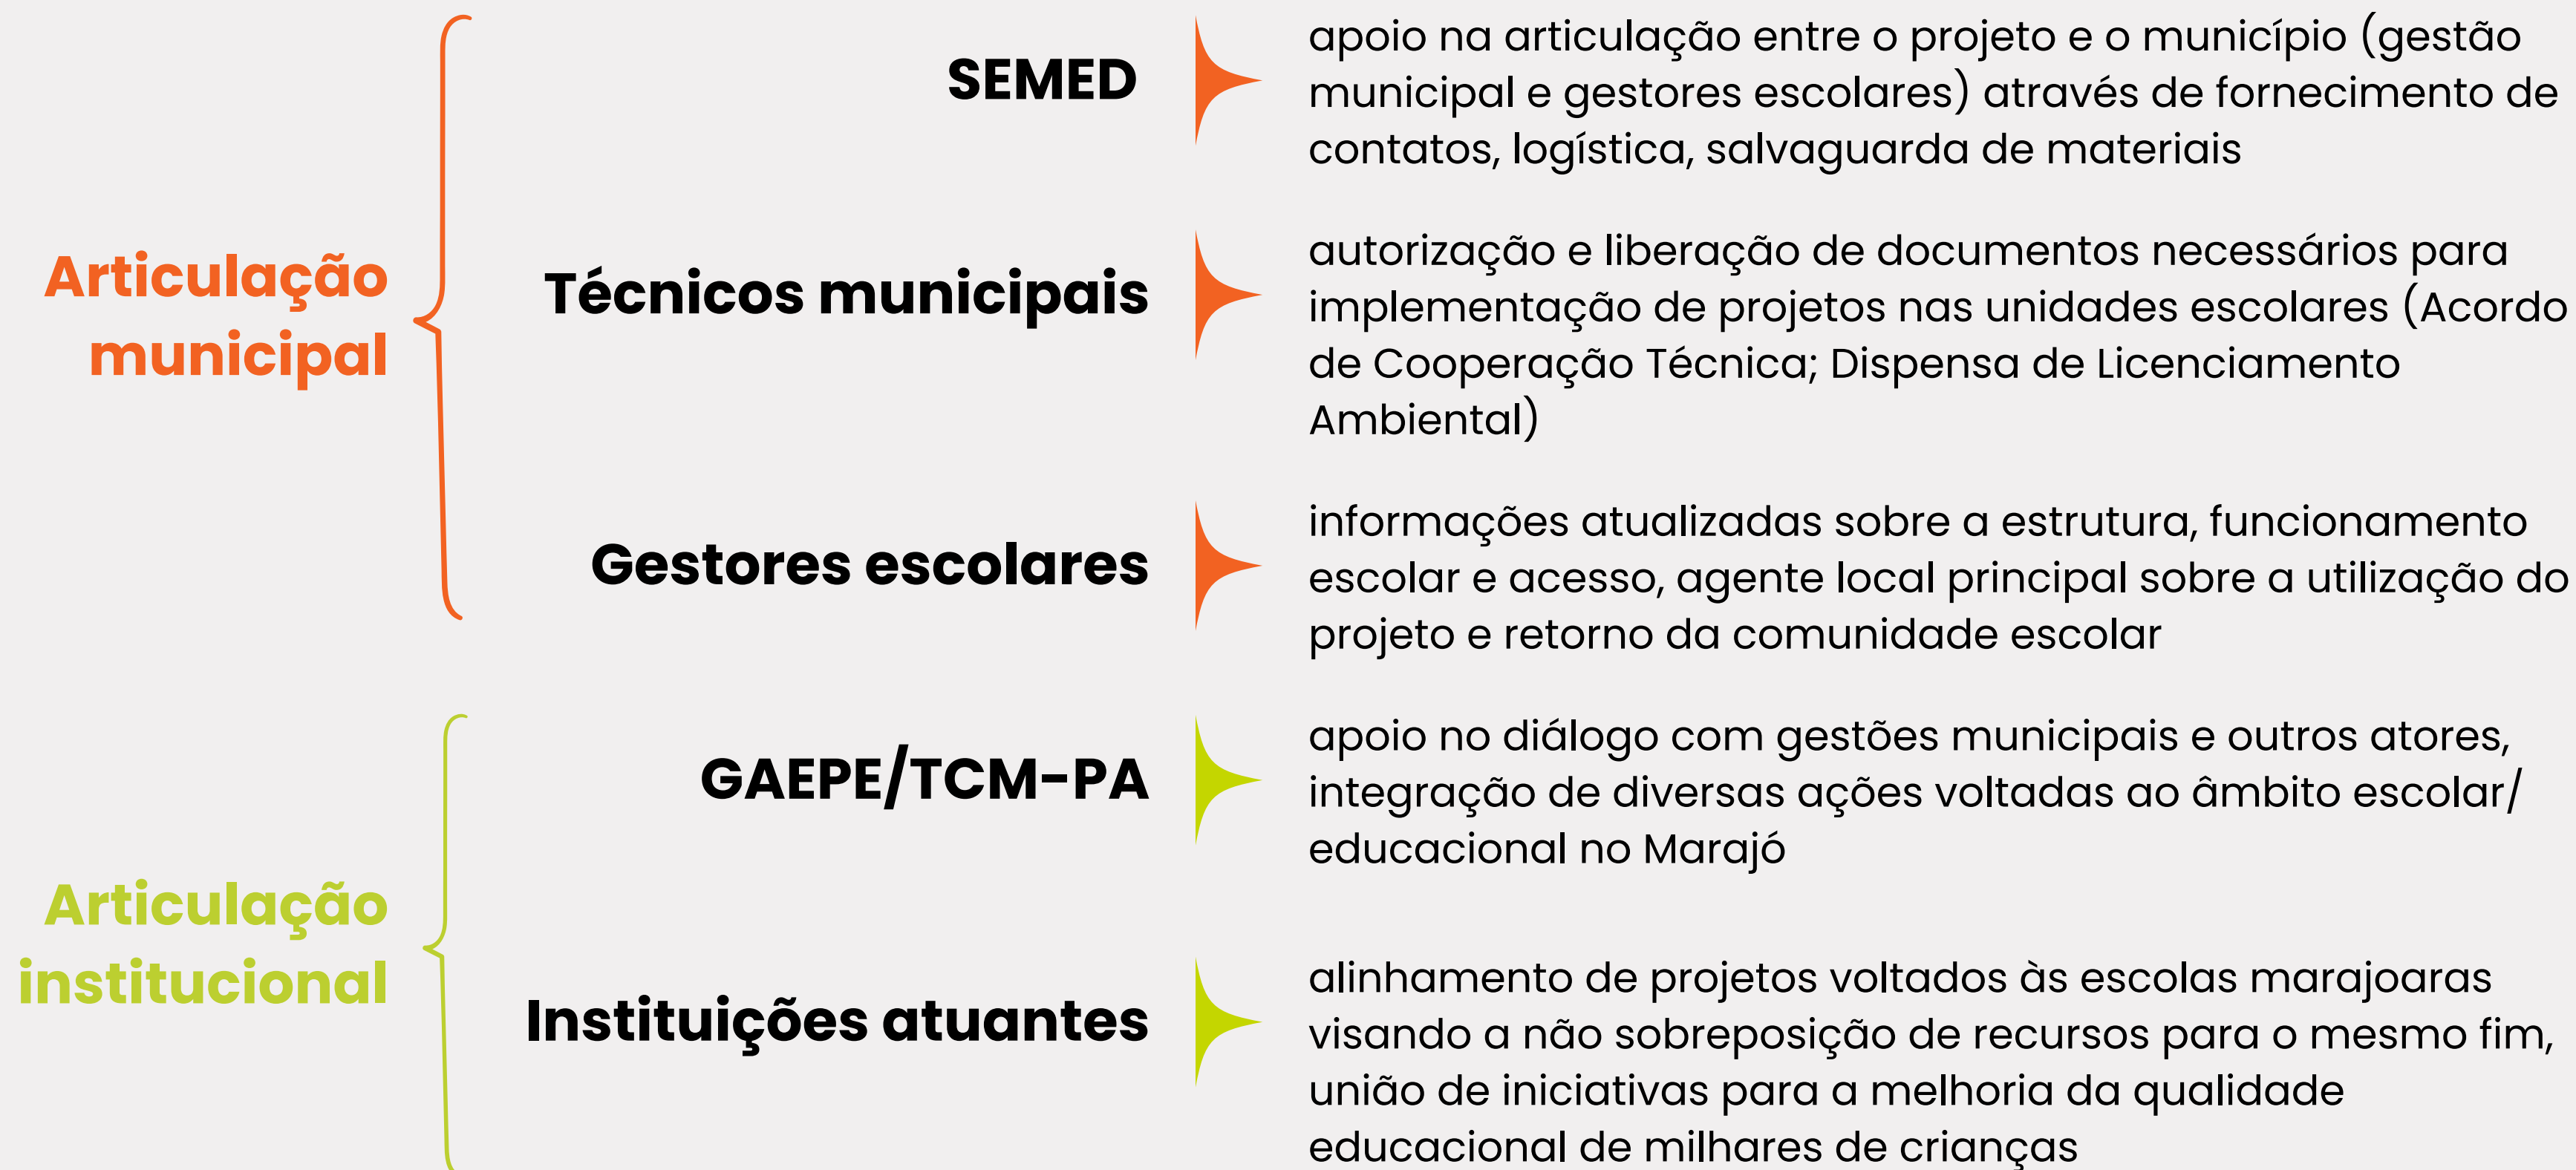 Articulação
municipal
SEMED
apoio na articulação entre o projeto e o município (gestão
municipal e gestores escolares) através de fornecimento de
contatos, logística, salvaguarda de materiais
Técnicos municipais
autorização e liberação de documentos necessários para
implementação de projetos nas unidades escolares (Acordo
de Cooperação Técnica; Dispensa de Licenciamento
Ambiental)
Gestores escolares
informações atualizadas sobre a estrutura, funcionamento
escolar e acesso, agente local principal sobre a utilização do
projeto e retorno da comunidade escolar
Articulação
institucional
GAEPE/TCM-PA
apoio no diálogo com gestões municipais e outros atores,
integração de diversas ações voltadas ao âmbito escolar/
educacional no Marajó
Instituições atuantes
alinhamento de projetos voltados às escolas marajoaras
visando a não sobreposição de recursos para o mesmo fim,
união de iniciativas para a melhoria da qualidade
educacional de milhares de crianças